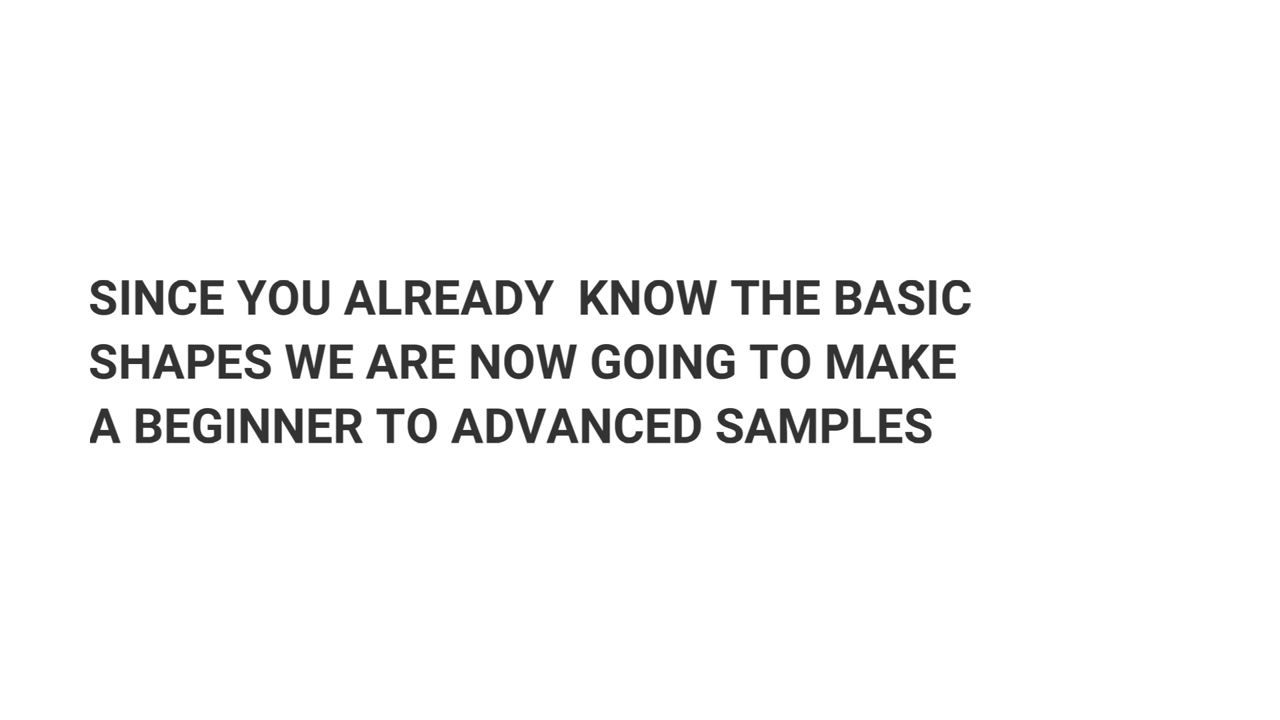 SINCE YOU ALREADY  KNOW THE BASIC
SHAPES WE ARE NOW GOING TO MAKE
A BEGINNER TO ADVANCED SAMPLES